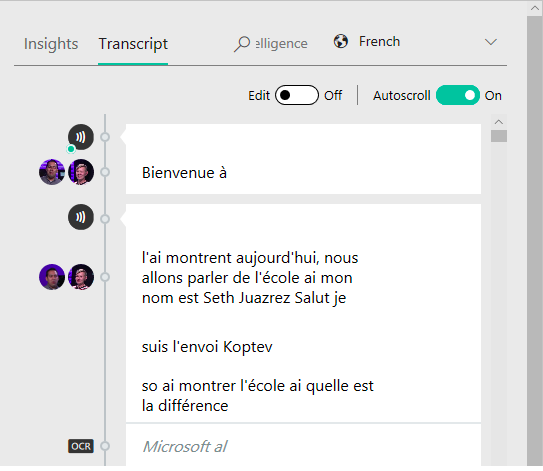 Insights Transcript elligence French
Edit Off Autoscroll On
Bienvenue à
l'ai montrent aujourd'hui, nous
allons parler de l'école ai mon
nom est Seth Juazrez Salut je
suis l'envoi Koptev
so ai montrer l'école ai quelle est
la différence
OCR Microsoft al